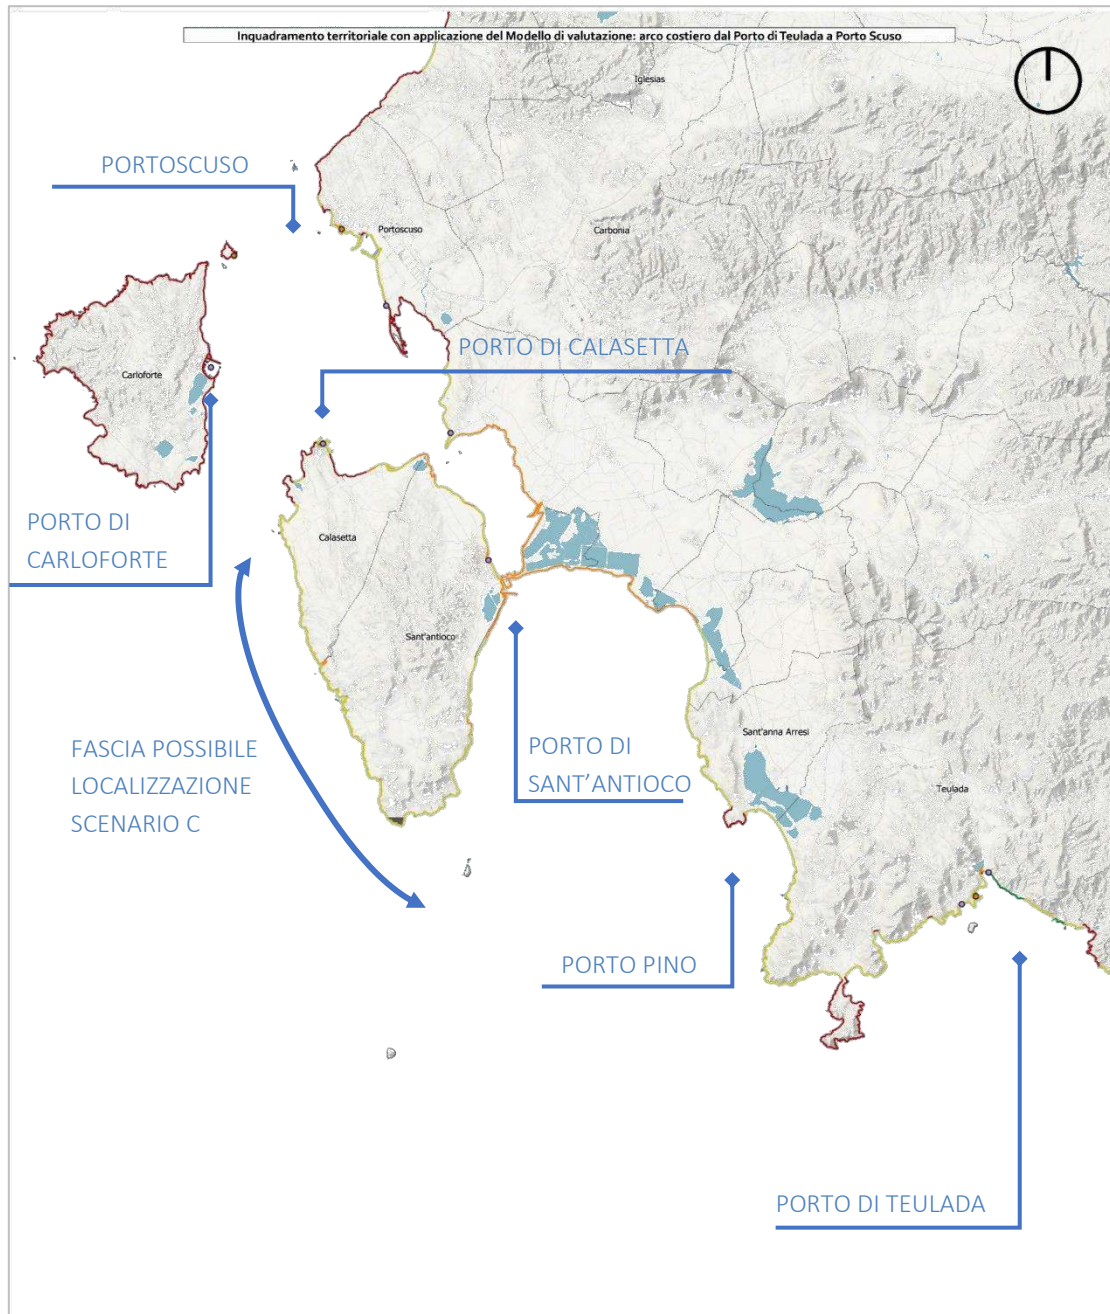 Inquadramento territoriale con applicazione del Modello di valutazione: arco costiero dal Porto di Teulada a Porto Scuso
Iglesias
PORTOSCUSO
Portoscuso
Carbonia
PORTO DI CALASETTA
Carloforte
PORTO DI
CARLOFORTE
Calasetta
Sant'antioco
FASCIA POSSIBILE
LOCALIZZAZIONE
SCENARIO C
PORTO DI
SANT'ANTIOCO
Sant'anna Arresi
Teulada
PORTO PINO
PORTO DI TEULADA